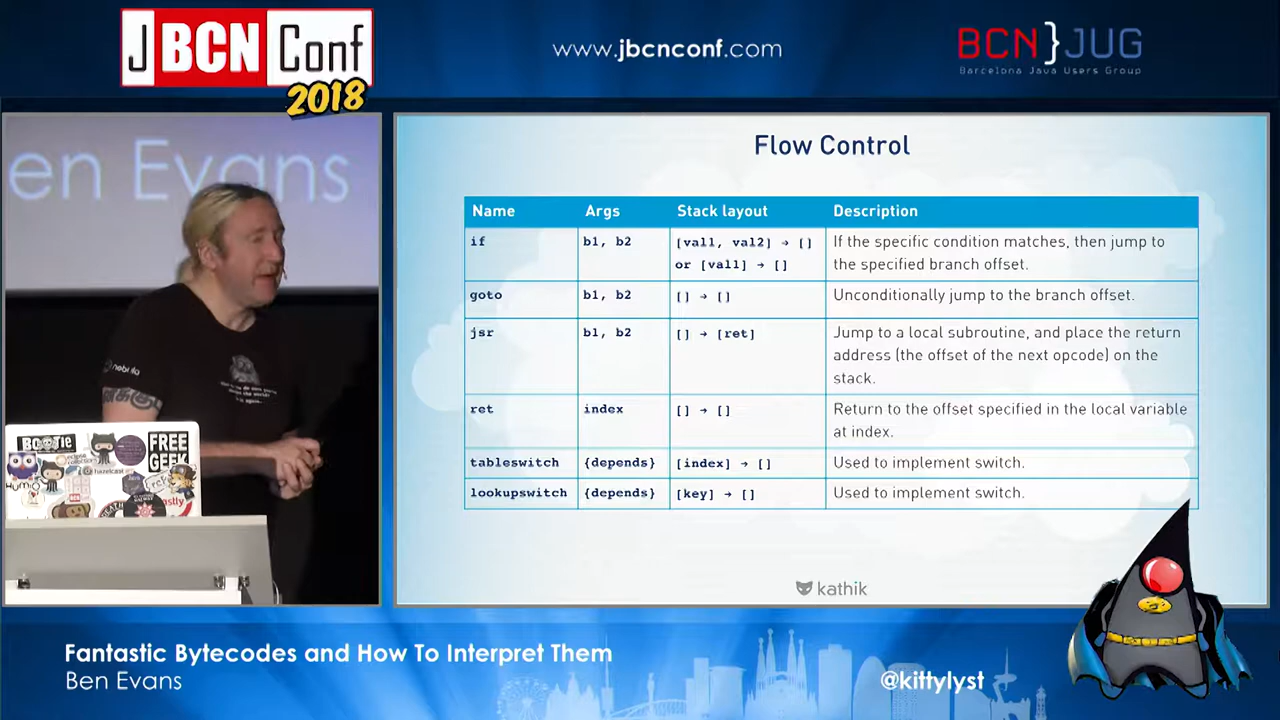 JBCN Conf
2018
www.jbcnconf.com
BCN}JUG
Barcelona Java Users Group
en Evans
Flow Control
Name Args Stack layout Description
if b1, b2 [val1, val2] → [] If the specific condition matches, then jump to
or [val1] → [] the specified branch offset.
goto b1, b2 [] → [] Unconditionally jump to the branch offset.
jsr b1, b2 [] → [ret] Jump to a local subroutine, and place the return
address (the offset of the next opcode) on the
stack.
ret index [] → [] Return to the offset specified in the local variable
at index.
tableswitch {depends} [index] → [] Used to implement switch.
lookupswitch {depends} [key] → [] Used to implement switch.
kathik
FREE
GEEK
Fantastic Bytecodes and How To Interpret Them
Ben Evans
@kittylyst